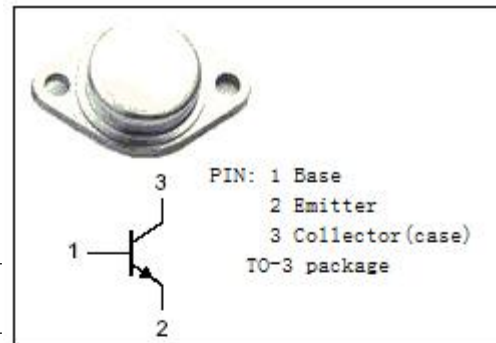 3
PIN: 1 Base
2 Emitter
3 Collector(case)
1
TO-3 package
2